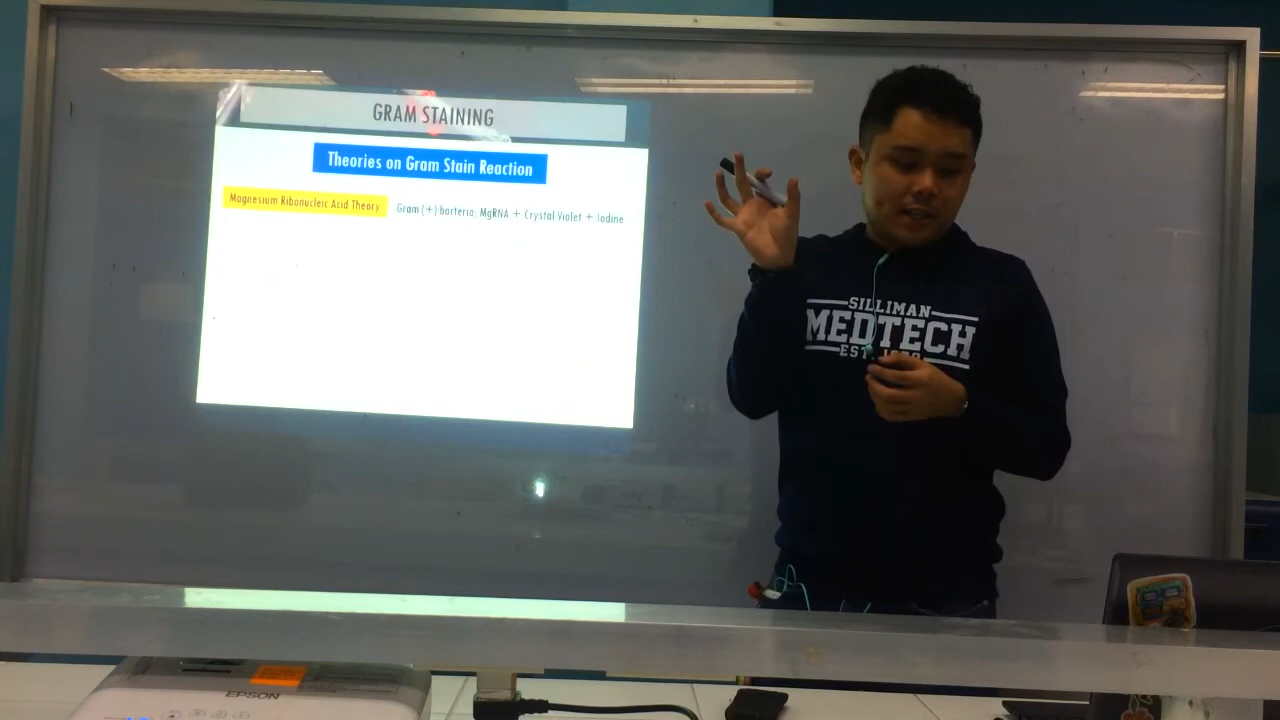 GRAM STAINING
Theories on Gram Stain Reaction
Magnesium Ribonucleic Acid Theory
Gram (+) bacteria, MgRNA + Crystal Violet + Iodine
SILLIMAN
MEDTECH
EST.
EPSON